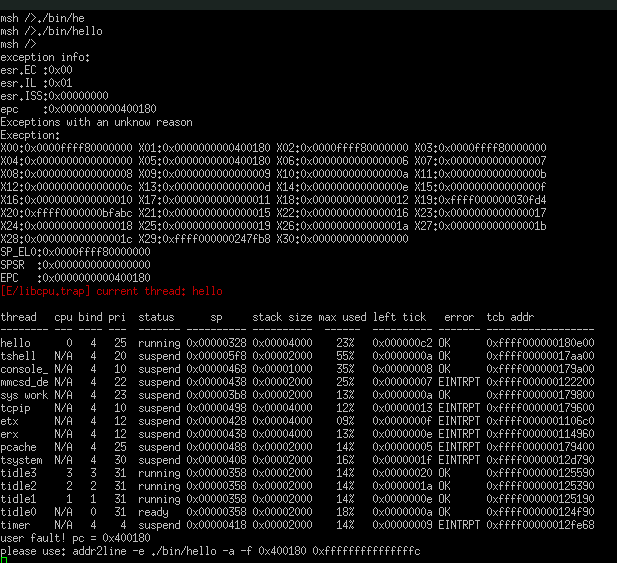 msh />./bin/he
msh />./bin/hello
msh />
exception info:
esr.EC :0x00
esr.IL :0x01
esr.ISS:0x00000000
epc    :0x0000000000400180
Exceptions with an unknow reason
Execption:
X00:0x0000ffff80000000 X01:0x0000000000400180 X02:0x0000ffff80000000 X03:0x0000ffff80000000
X04:0x0000000000000000 X05:0x0000000000400180 X06:0x0000000000000006 X07:0x0000000000000007
X08:0x0000000000000008 X09:0x0000000000000009 X10:0x000000000000000a X11:0x000000000000000b
X12:0x000000000000000c X13:0x000000000000000d X14:0x000000000000000e X15:0x000000000000000f
X16:0x0000000000000010 X17:0x0000000000000011 X18:0x0000000000000012 X19:0xffff00000030fd4
X20:0xffff0000000bfabc X21:0x0000000000000015 X22:0x0000000000000016 X23:0x0000000000000017
X24:0x0000000000000018 X25:0x0000000000000019 X26:0x000000000000001a X27:0x000000000000001b
X28:0x000000000000001c X29:0xffff000000247fb8 X30:0x0000000000000000
SP_EL0:0x0000ffff80000000
SPSR  :0x0000000000000000
EPC   :0x0000000000400180
[E/libcpu.trap] current thread: hello
thread   cpu bind pri  status      sp     stack size max used left tick   error  tcb addr
-------- --- ---- --- ------- ---------- ---------- ------ ---------- ------- ------------------
hello      0   4  25  running 0x00000328 0x00004000    23%   0x000000c2 OK      0xffff000000180e00
tshell   N/A   4  20  suspend 0x000005f8 0x00002000    55%   0x0000000a OK      0xffff00000017aa00
console_ N/A   4  10  suspend 0x00000468 0x00001000    35%   0x00000008 OK      0xffff000000179a00
mmcsd_de N/A   4  22  suspend 0x00000438 0x00002000    25%   0x00000007 EINTRPT 0xffff000000122200
sys work N/A   4  23  suspend 0x000003b8 0x00002000    13%   0x0000000a OK      0xffff000000179800
tcpip    N/A   4  10  suspend 0x00000498 0x00004000    12%   0x00000013 EINTRPT 0xffff000000179600
etx      N/A   4  12  suspend 0x00000428 0x00004000    09%   0x0000000f EINTRPT 0xffff0000001106c0
erx      N/A   4  12  suspend 0x00000438 0x00004000    13%   0x0000000e EINTRPT 0xffff000000114960
pcache   N/A   4  25  suspend 0x00000488 0x00002000    14%   0x00000005 EINTRPT 0xffff000000179400
tsystem  N/A   4  30  suspend 0x00000408 0x00002000    16%   0x0000001f EINTRPT 0xffff00000012d790
tidle3     3   3  31  running 0x00000358 0x00002000    14%   0x00000020 OK      0xffff000000125590
tidle2     2   2  31  running 0x00000358 0x00002000    14%   0x0000001a OK      0xffff000000125390
tidle1     1   1  31  running 0x00000358 0x00002000    14%   0x0000000e OK      0xffff000000125190
tidle0   N/A   0  31  ready   0x00000358 0x00002000    18%   0x0000000a OK      0xffff000000124f90
timer    N/A   4   4  suspend 0x00000418 0x00002000    14%   0x00000009 EINTRPT 0xffff00000012fe68
user fault! pc = 0x400180
please use: addr2line -e ./bin/hello -a -f 0x400180 0xfffffffffffffffc